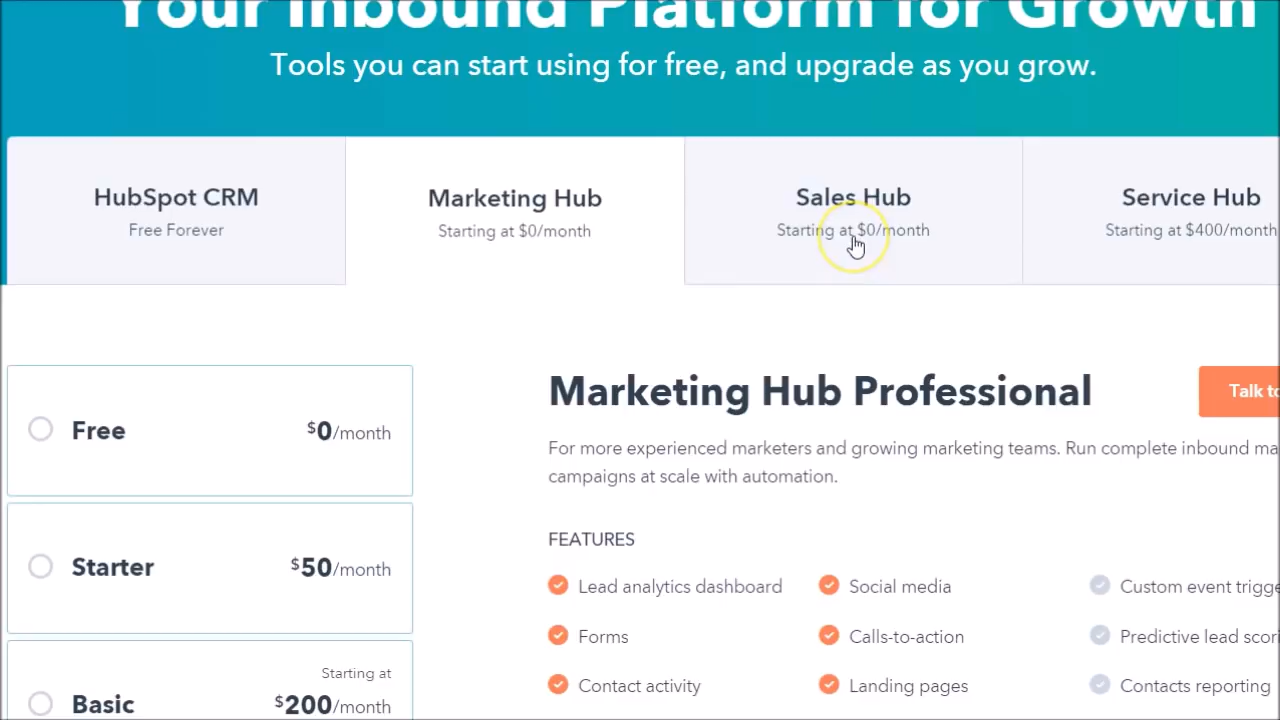 Your Inbound Platform for Growth
Tools you can start using for free, and upgrade as you grow.
HubSpot CRM
Free Forever
Marketing Hub
Starting at $0/month
Sales Hub
Starting at $0/month
Service Hub
Starting at $400/month
Free
$0/month
Starter
$50/month
Starting at
Basic
$200/month
Marketing Hub Professional
Talk to
For more experienced marketers and growing marketing teams. Run complete inbound
campaigns at scale with automation.
FEATURES
Lead analytics dashboard
Social media
Custom event
Forms
Calls-to-action
Predictive lead
Contact activity
Landing pages
Contacts reporting